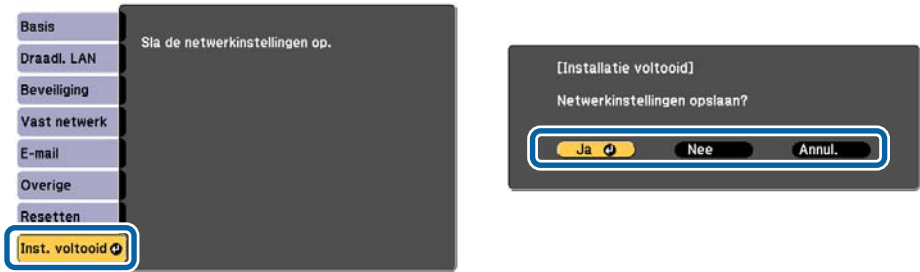 Basis
Draadl. LAN
Beveiliging
Vast netwerk
E-mail
Overige
Resetten
Inst. voltooid
Sla de netwerkinstellingen op.
[Installatie voltooid]
Netwerkinstellingen opslaan?
Ja Nee Annul.